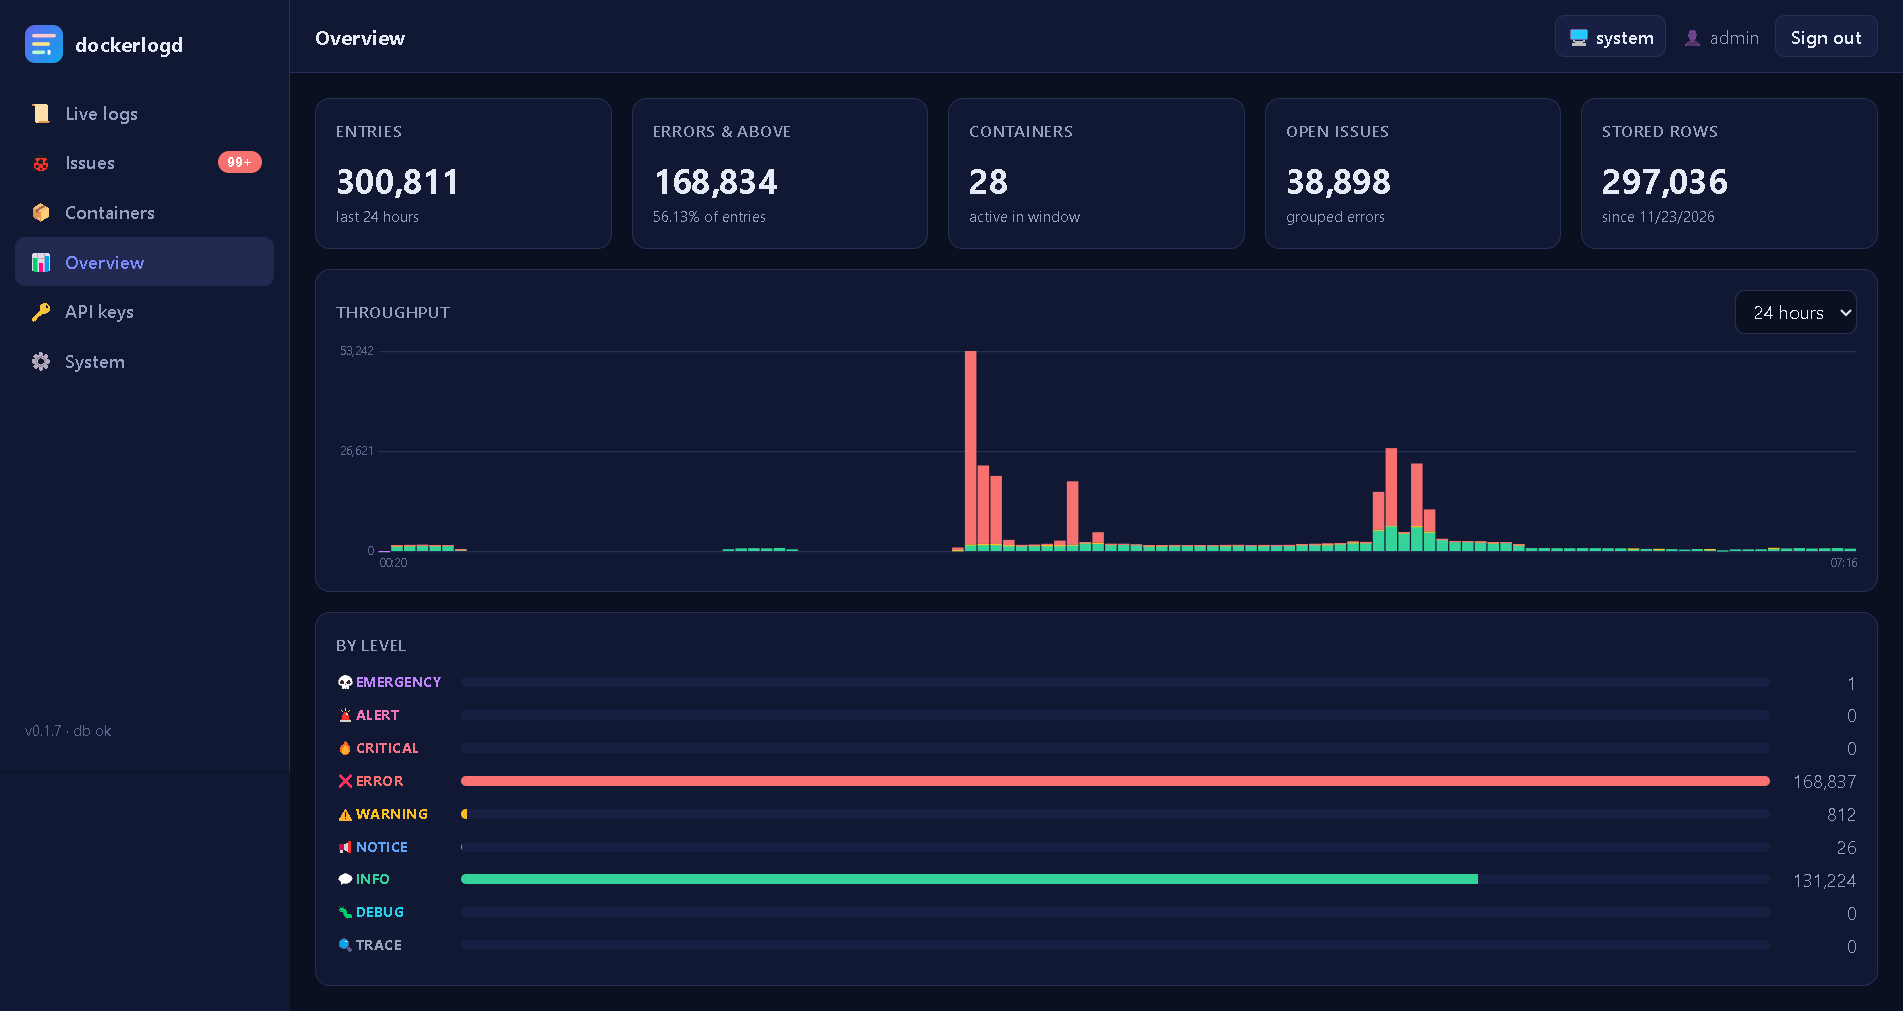 dockerlogd
Live logs
Issues 99+
Containers
Overview
API keys
System
v0.1.7 · db ok
Overview
system admin Sign out
ENTRIES
300,811
last 24 hours
ERRORS & ABOVE
168,834
56.13% of entries
CONTAINERS
28
active in window
OPEN ISSUES
38,898
grouped errors
STORED ROWS
297,036
since 11/23/2026
THROUGHPUT
24 hours
53,242
26,621
0
00:20 07:16
BY LEVEL
EMERGENCY 1
ALERT 0
CRITICAL 0
ERROR 168,837
WARNING 812
NOTICE 26
INFO 131,224
DEBUG 0
TRACE 0